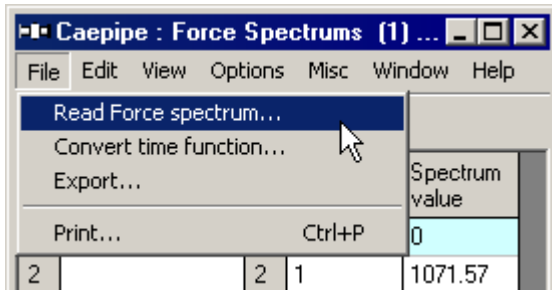 Caepipe : Force Spectrums (1) ...
File Edit View Options Misc Window Help
Read Force spectrum...
Convert time function...
Export...
Spectrum
value
Print... Ctrl+P
0
2 2 1 1071.57